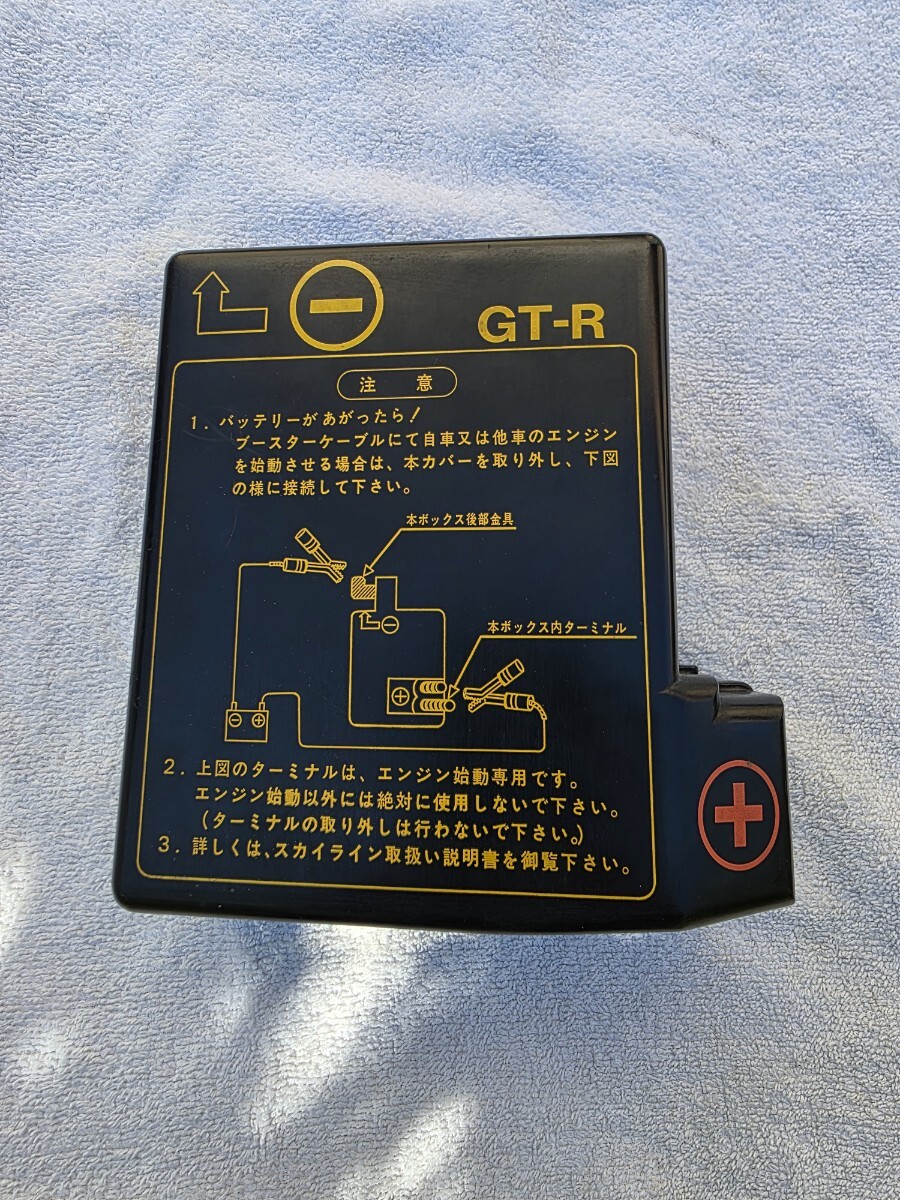 GT-R
注 意
1. バッテリーがあがったら!
ブースターケーブルにて自車又は他車のエンジン
を始動させる場合は、本カバーを取り外し、下図
の様に接続して下さい。
本ボックス後部金具
本ボックス内ターミナル
2. 上図のターミナルは、エンジン始動専用です。
エンジン始動以外には絶対に使用しないで下さい。
(ターミナルの取り外しは行わないで下さい。)
3. 詳しくは、スカイライン取扱い説明書を御覧下さい。